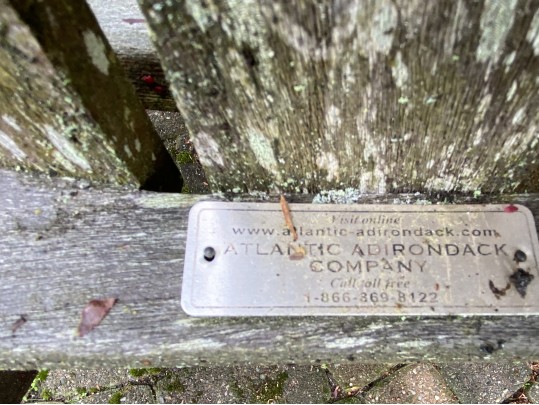 Visit online
www.atlantic-adirondack.com
ATLANTIC ADIRONDACK
COMPANY
Call toll free
1-866-369-8122